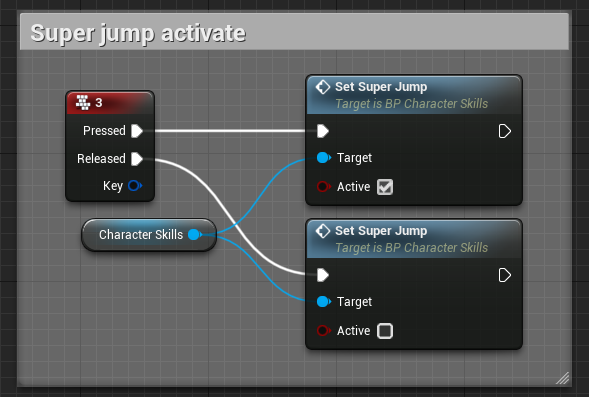 Super jump activate
3
Pressed
Released
Key
Character Skills
Set Super Jump
Target is BP Character Skills
Target
Active
Set Super Jump
Target is BP Character Skills
Target
Active